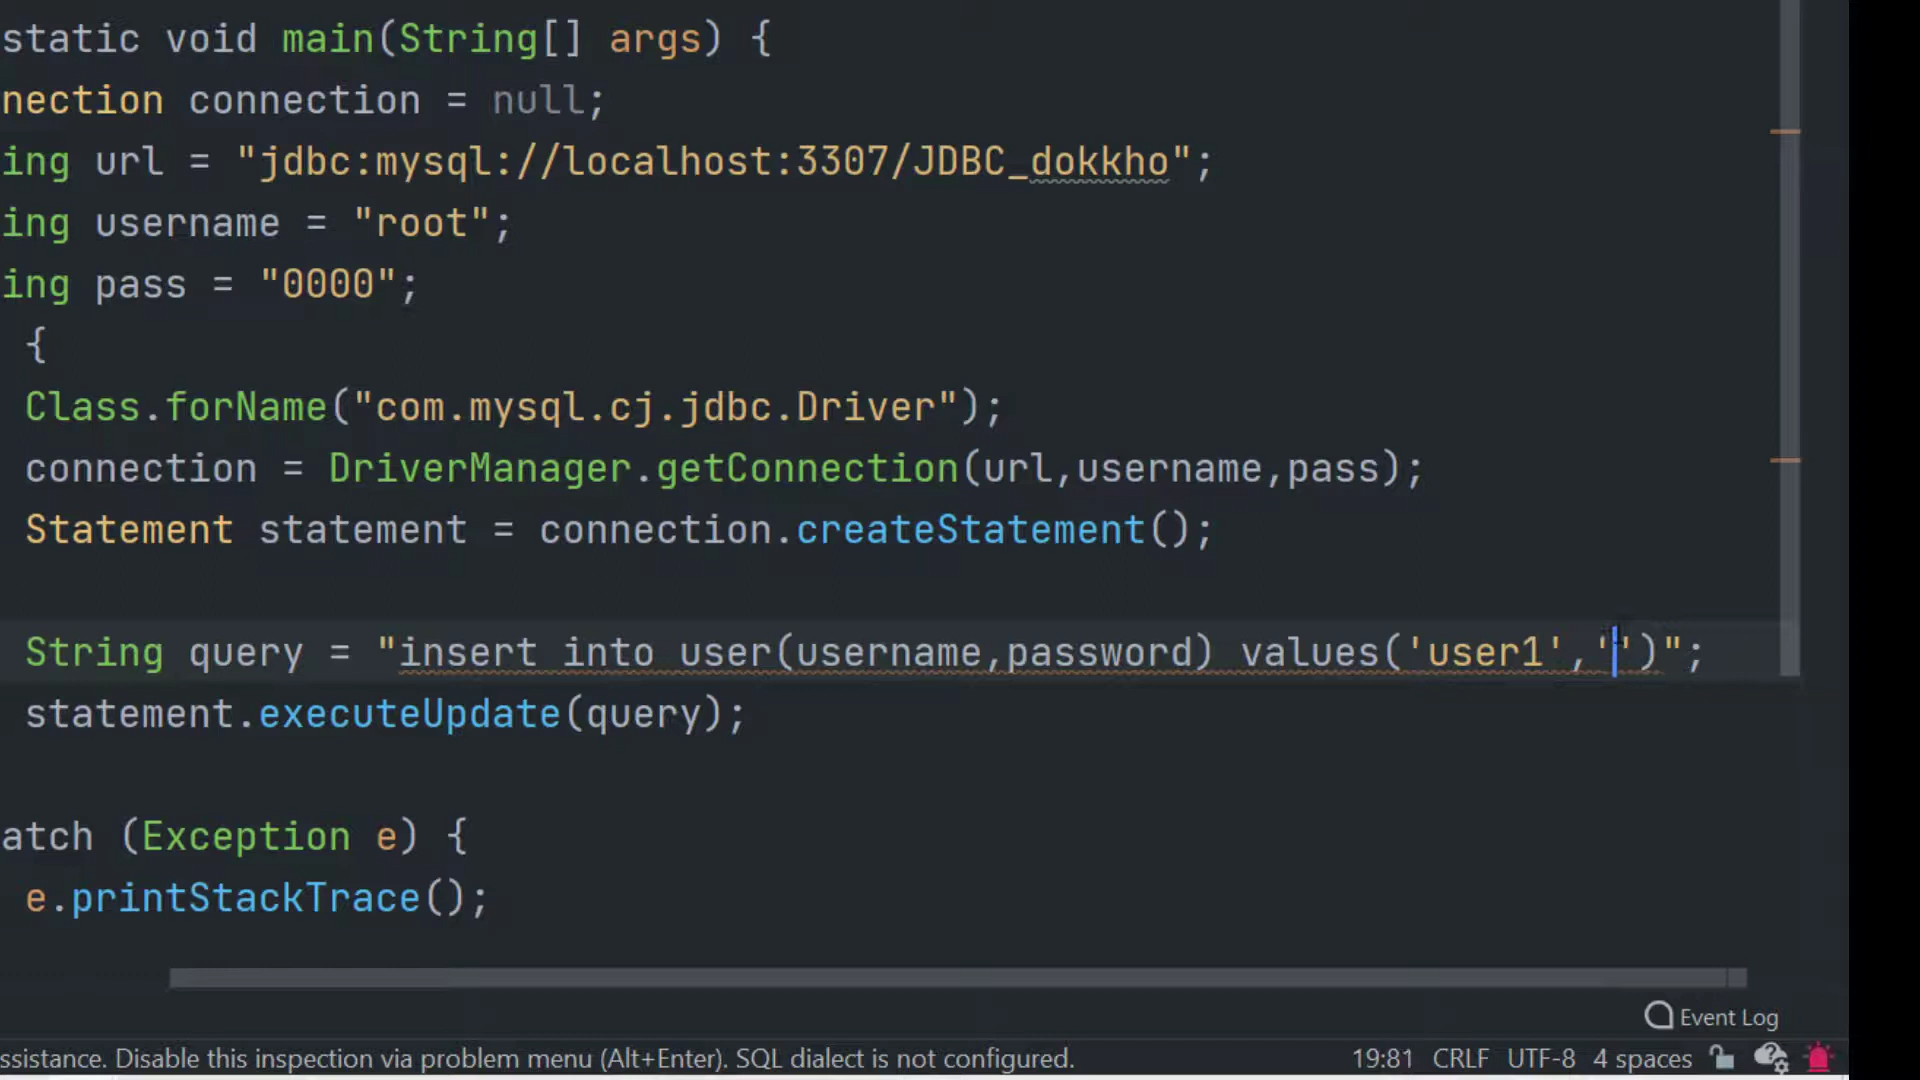 static void main(String[] args) {
nection connection = null;
ing url = "jdbc:mysql://localhost:3307/JDBC_dokkho";
ing username = "root";
ing pass = "0000";
{
Class.forName("com.mysql.cj.jdbc.Driver");
connection = DriverManager.getConnection(url,username,pass);
Statement statement = connection.createStatement();
String query = "insert into user(username,password) values('user1','')";
statement.executeUpdate(query);
atch (Exception e) {
e.printStackTrace();
Event Log
ssistance. Disable this inspection via problem menu (Alt+Enter). SQL dialect is not configured. 19:81 CRLF UTF-8 4 spaces